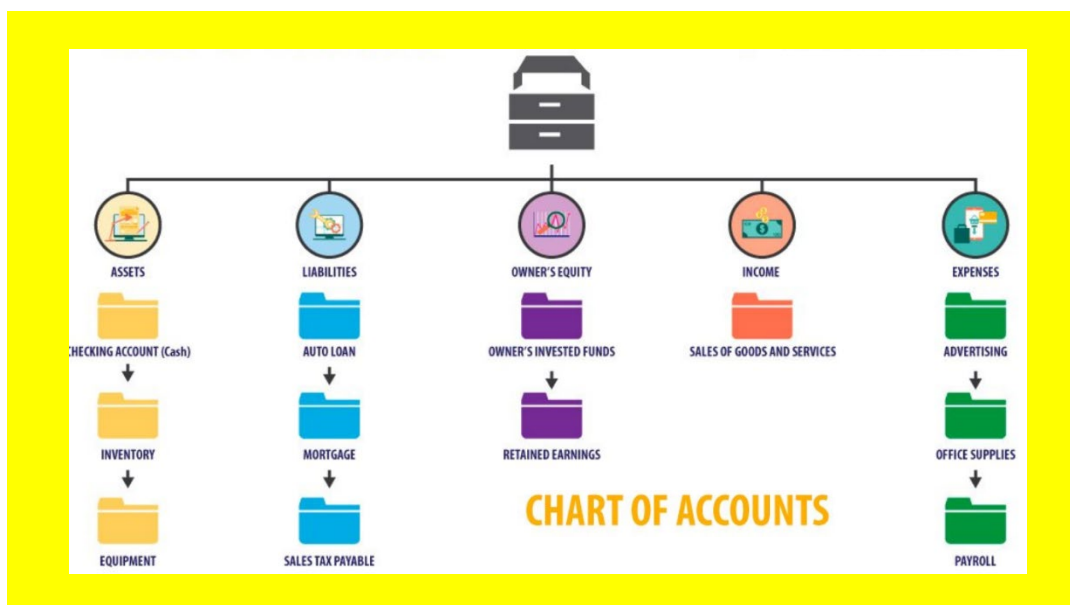 ASSETS
LIABILITIES
OWNER'S EQUITY
INCOME
EXPENSES
CHECKING ACCOUNT (Cash)
AUTO LOAN
OWNER'S INVESTED FUNDS
SALES OF GOODS AND SERVICES
ADVERTISING
INVENTORY
MORTGAGE
RETAINED EARNINGS
OFFICE SUPPLIES
CHART OF ACCOUNTS
EQUIPMENT
SALES TAX PAYABLE
PAYROLL